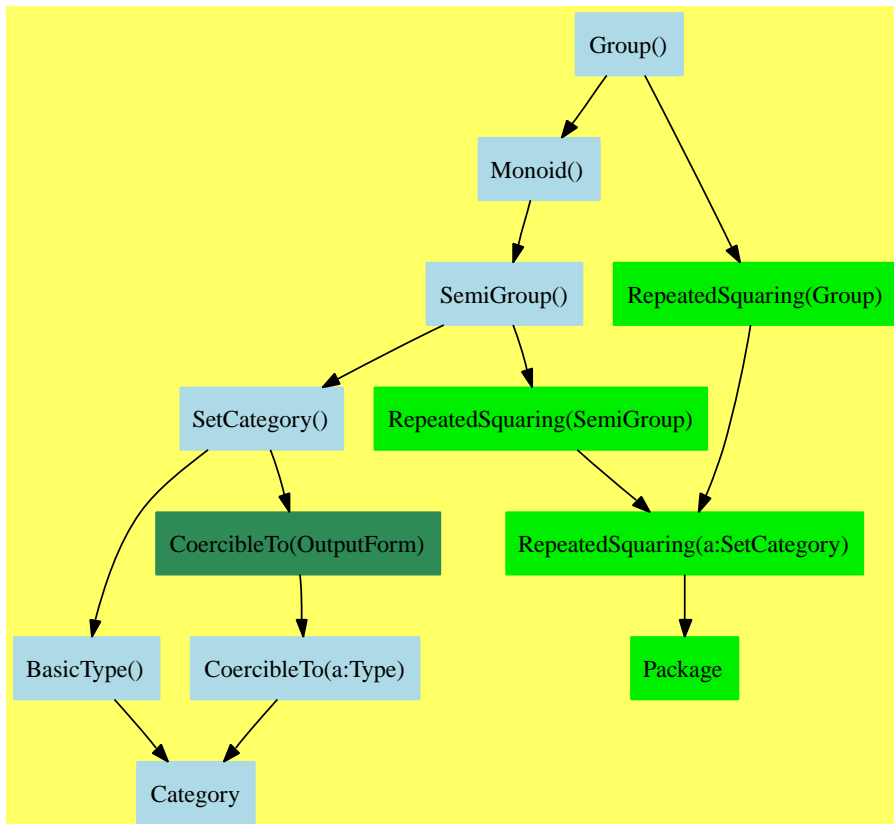 Group()
Monoid()
SemiGroup()
RepeatedSquaring(Group)
SetCategory()
RepeatedSquaring(SemiGroup)
CoercibleTo(OutputForm)
RepeatedSquaring(a:SetCategory)
BasicType()
CoercibleTo(a:Type)
Package
Category